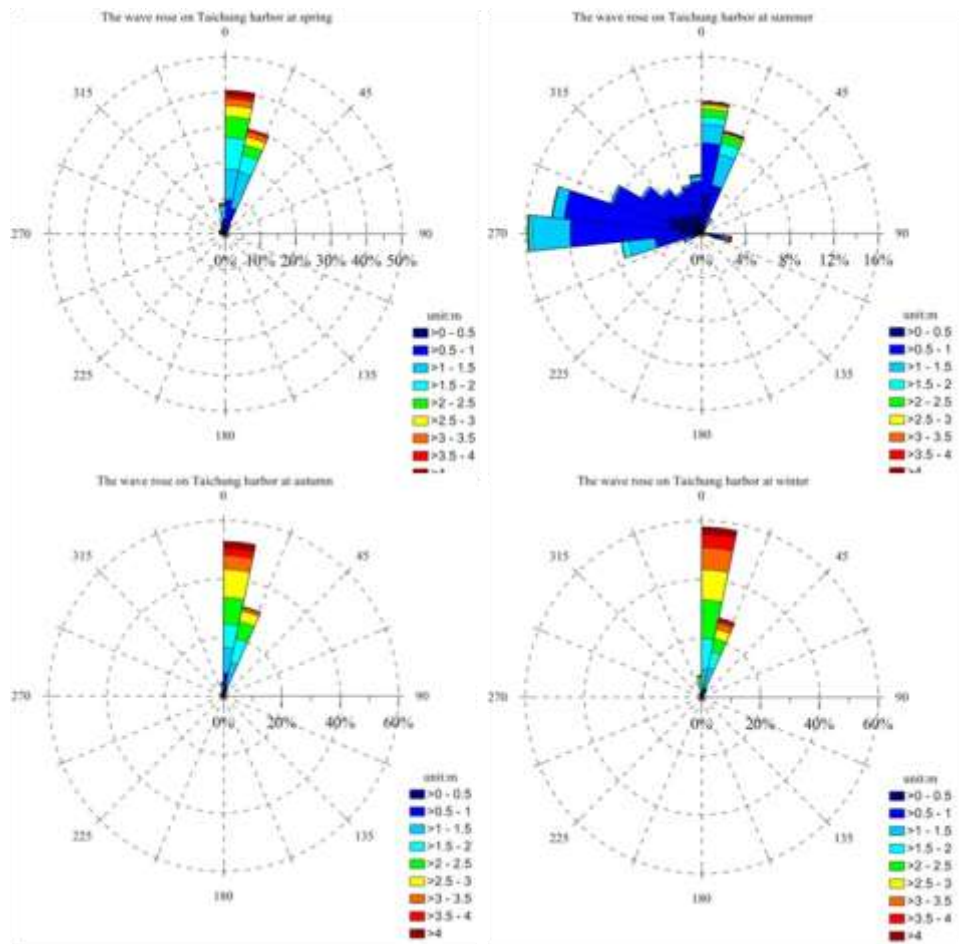 The wave rose on Taichung harbor at spring
0
315
45
270
90
0% 10% 20% 30% 40% 50%
225
135
180
unit:m
>0 - 0.5
>0.5 - 1
>1 - 1.5
>1.5 - 2
>2 - 2.5
>2.5 - 3
>3 - 3.5
>3.5 - 4
>4
The wave rose on Taichung harbor at summer
0
315
45
270
90
0% 4% 8% 12% 16%
225
135
180
unit:m
>0 - 0.5
>0.5 - 1
>1 - 1.5
>1.5 - 2
>2 - 2.5
>2.5 - 3
>3 - 3.5
>3.5 - 4
>4
The wave rose on Taichung harbor at autumn
0
315
45
270
90
0% 20% 40% 60%
225
135
180
unit:m
>0 - 0.5
>0.5 - 1
>1 - 1.5
>1.5 - 2
>2 - 2.5
>2.5 - 3
>3 - 3.5
>3.5 - 4
>4
The wave rose on Taichung harbor at winter
0
315
45
270
90
0% 20% 40% 60%
225
135
180
unit:m
>0 - 0.5
>0.5 - 1
>1 - 1.5
>1.5 - 2
>2 - 2.5
>2.5 - 3
>3 - 3.5
>3.5 - 4
>4